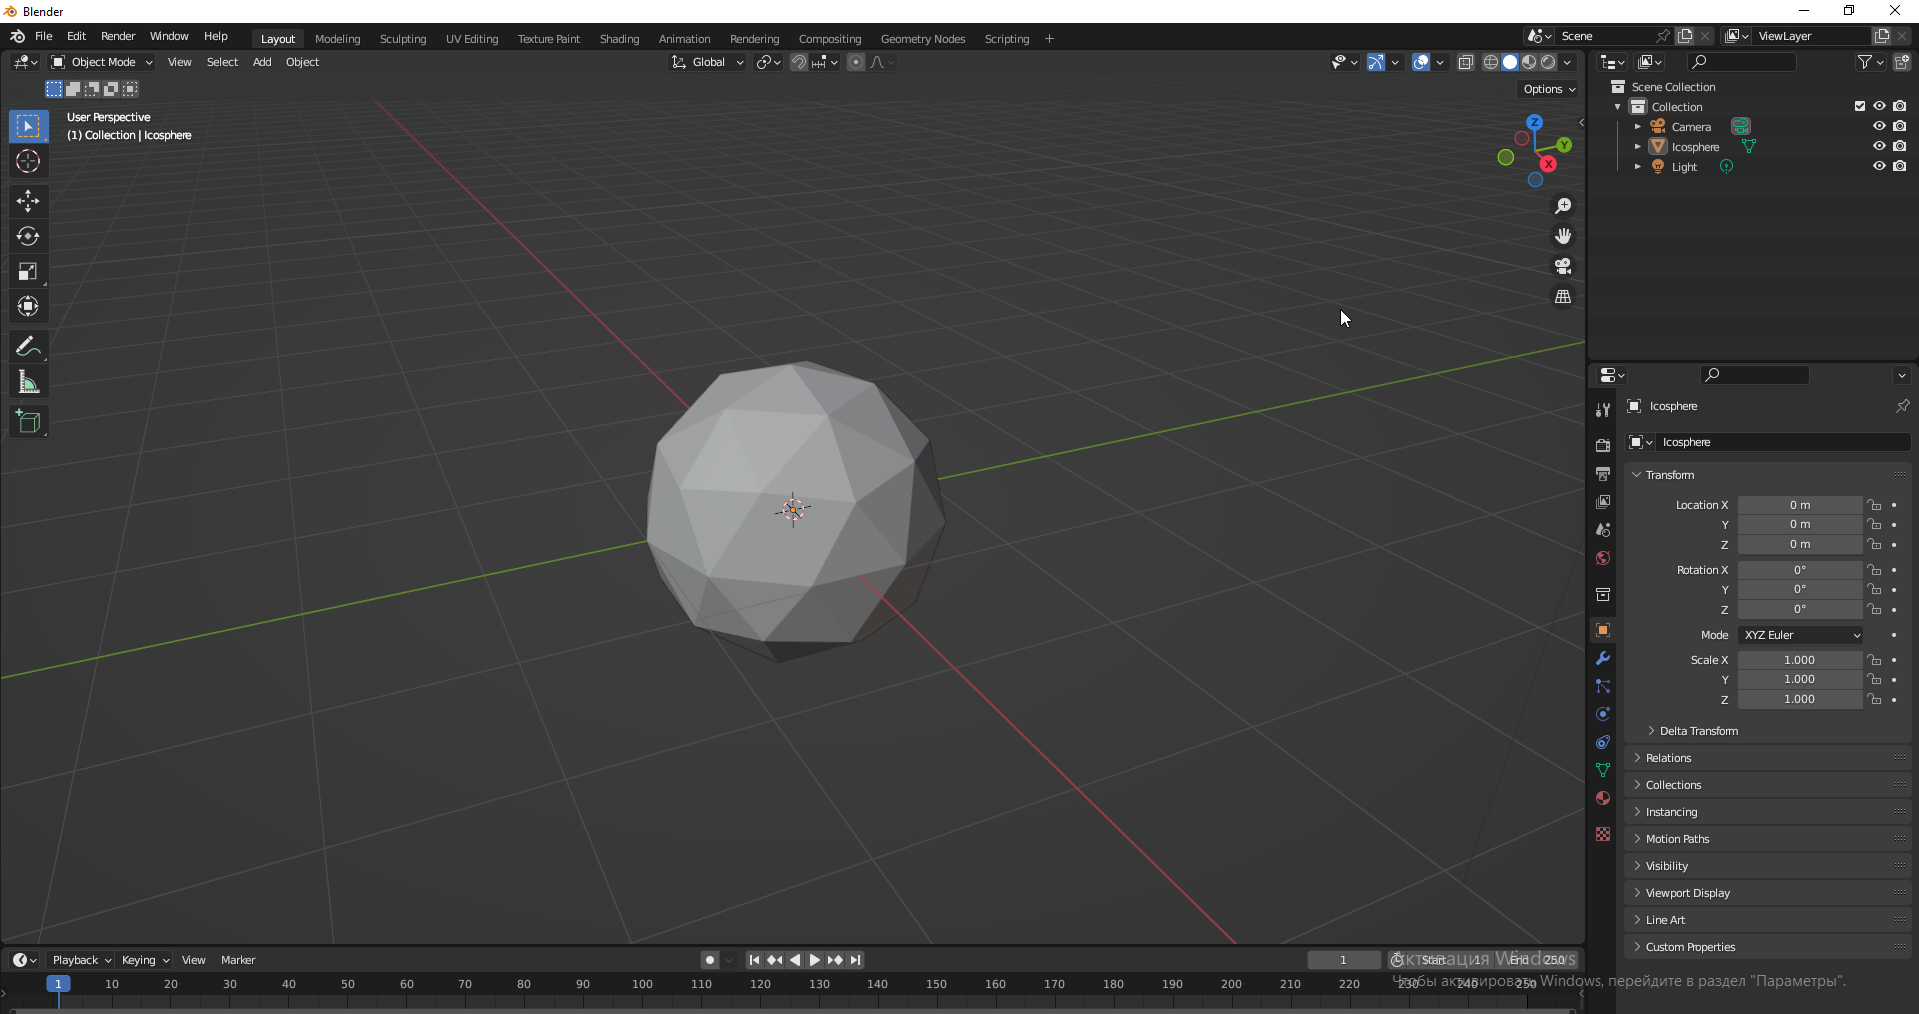 Blender
File Edit Render Window Help Layout Modeling Sculpting UV Editing Texture Paint Shading Animation Rendering Compositing Geometry Nodes Scripting + Scene ViewLayer
Object Mode View Select Add Object Global
Options
User Perspective
(1) Collection | Icosphere
Z
Y
X
Scene Collection
Collection
Camera
Icosphere
Light
Icosphere
Icosphere
Transform
Location X 0 m
Y 0 m
Z 0 m
Rotation X 0°
Y 0°
Z 0°
Mode XYZ Euler
Scale X 1.000
Y 1.000
Z 1.000
Delta Transform
Relations
Collections
Instancing
Motion Paths
Visibility
Viewport Display
Line Art
Custom Properties
Playback Keying View Marker 1 Start 1 End 250
Активация Windows
Чтобы активировать Windows, перейдите в раздел "Параметры".
1 10 20 30 40 50 60 70 80 90 100 110 120 130 140 150 160 170 180 190 200 210 220 230 240 250